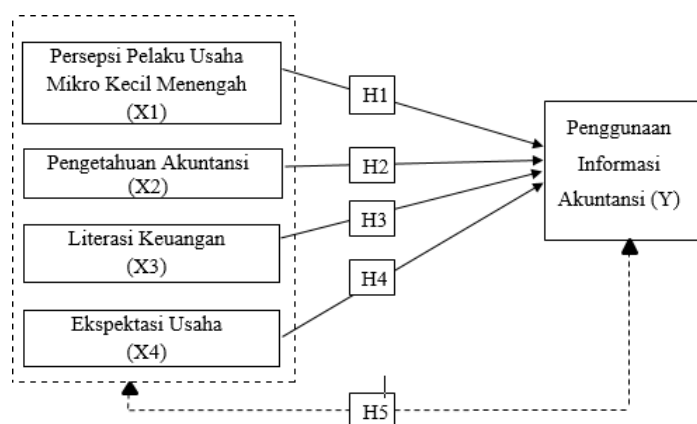 Persepsi Pelaku Usaha
Mikro Kecil Menengah
(X1)
Pengetahuan Akuntansi
(X2)
Literasi Keuangan
(X3)
Ekspektasi Usaha
(X4)
H1
H2
H3
H4
H5
Penggunaan
Informasi
Akuntansi (Y)